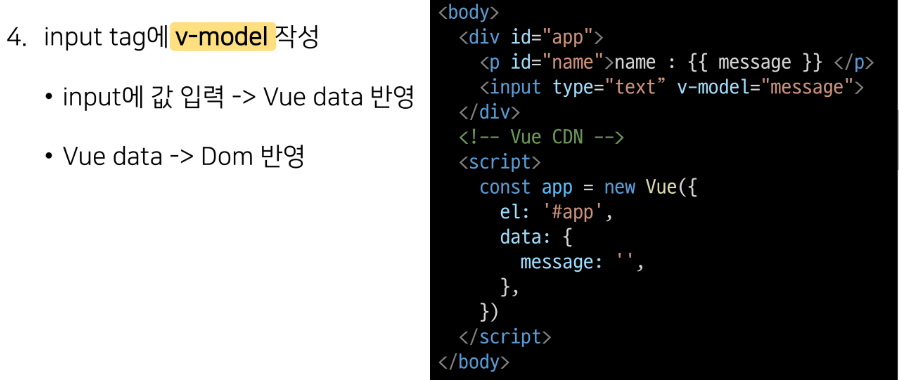 4. input tag에 v-model 작성
• input에 값 입력 -> Vue data 반영
• Vue data -> Dom 반영
<body>
  <div id="app">
    <p id="name">name : {{ message }} </p>
    <input type="text” v-model="message">
  </div>
  <!-- Vue CDN -->
  <script>
    const app = new Vue({
      el: '#app',
      data: {
        message: '',
      },
    })
  </script>
</body>